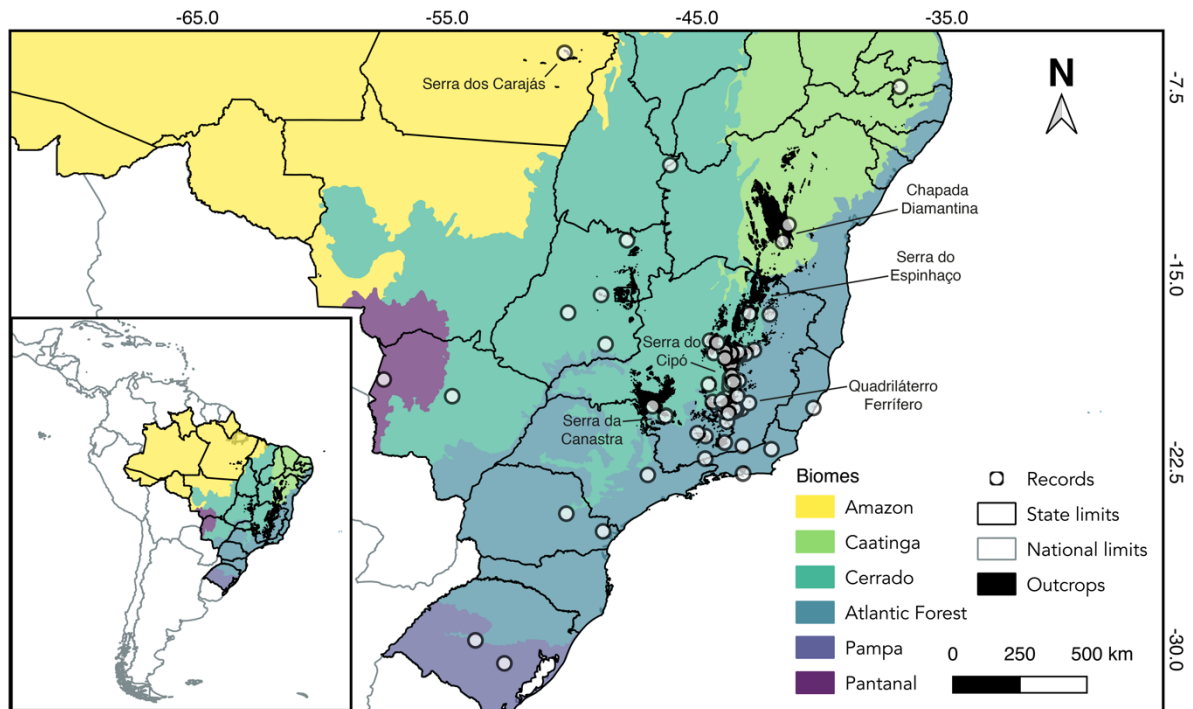 -65.0
-55.0
-45.0
-35.0
Serra dos Carajás
N
-7.5
Chapada
Diamantina
Serra do
Espinhaço
-15.0
Serra do
Cipó
Quadriláterro
Ferrífero
Serra da
Canastra
-22.5
Biomes
Amazon
Caatinga
Cerrado
Atlantic Forest
Pampa
Pantanal
Records
State limits
National limits
Outcrops
0 250 500 km
-30.0